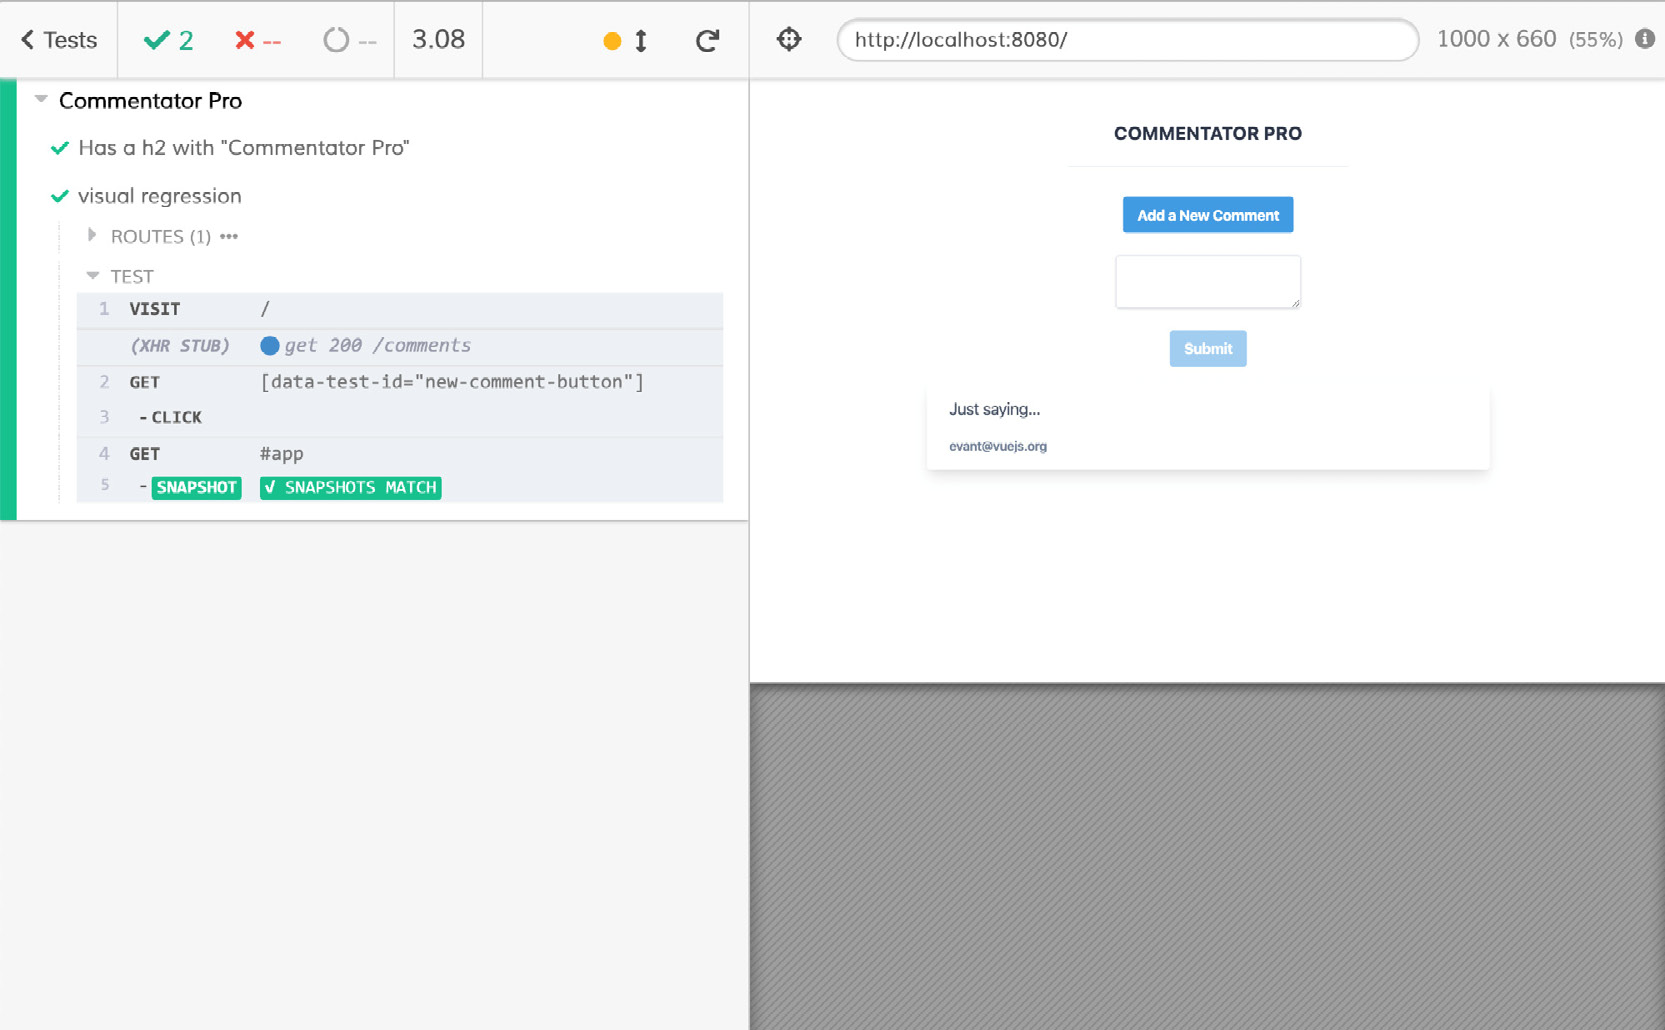 Tests
2
--
--
3.08
http://localhost:8080/
1000 x 660 (55%)
Commentator Pro
Has a h2 with "Commentator Pro"
visual regression
ROUTES (1) •••
TEST
1 VISIT /
(XHR STUB) get 200 /comments
2 GET [data-test-id="new-comment-button"]
3 - CLICK
4 GET #app
5 - SNAPSHOT ✓ SNAPSHOTS MATCH
COMMENTATOR PRO
Add a New Comment
Submit
Just saying...
evant@vuejs.org